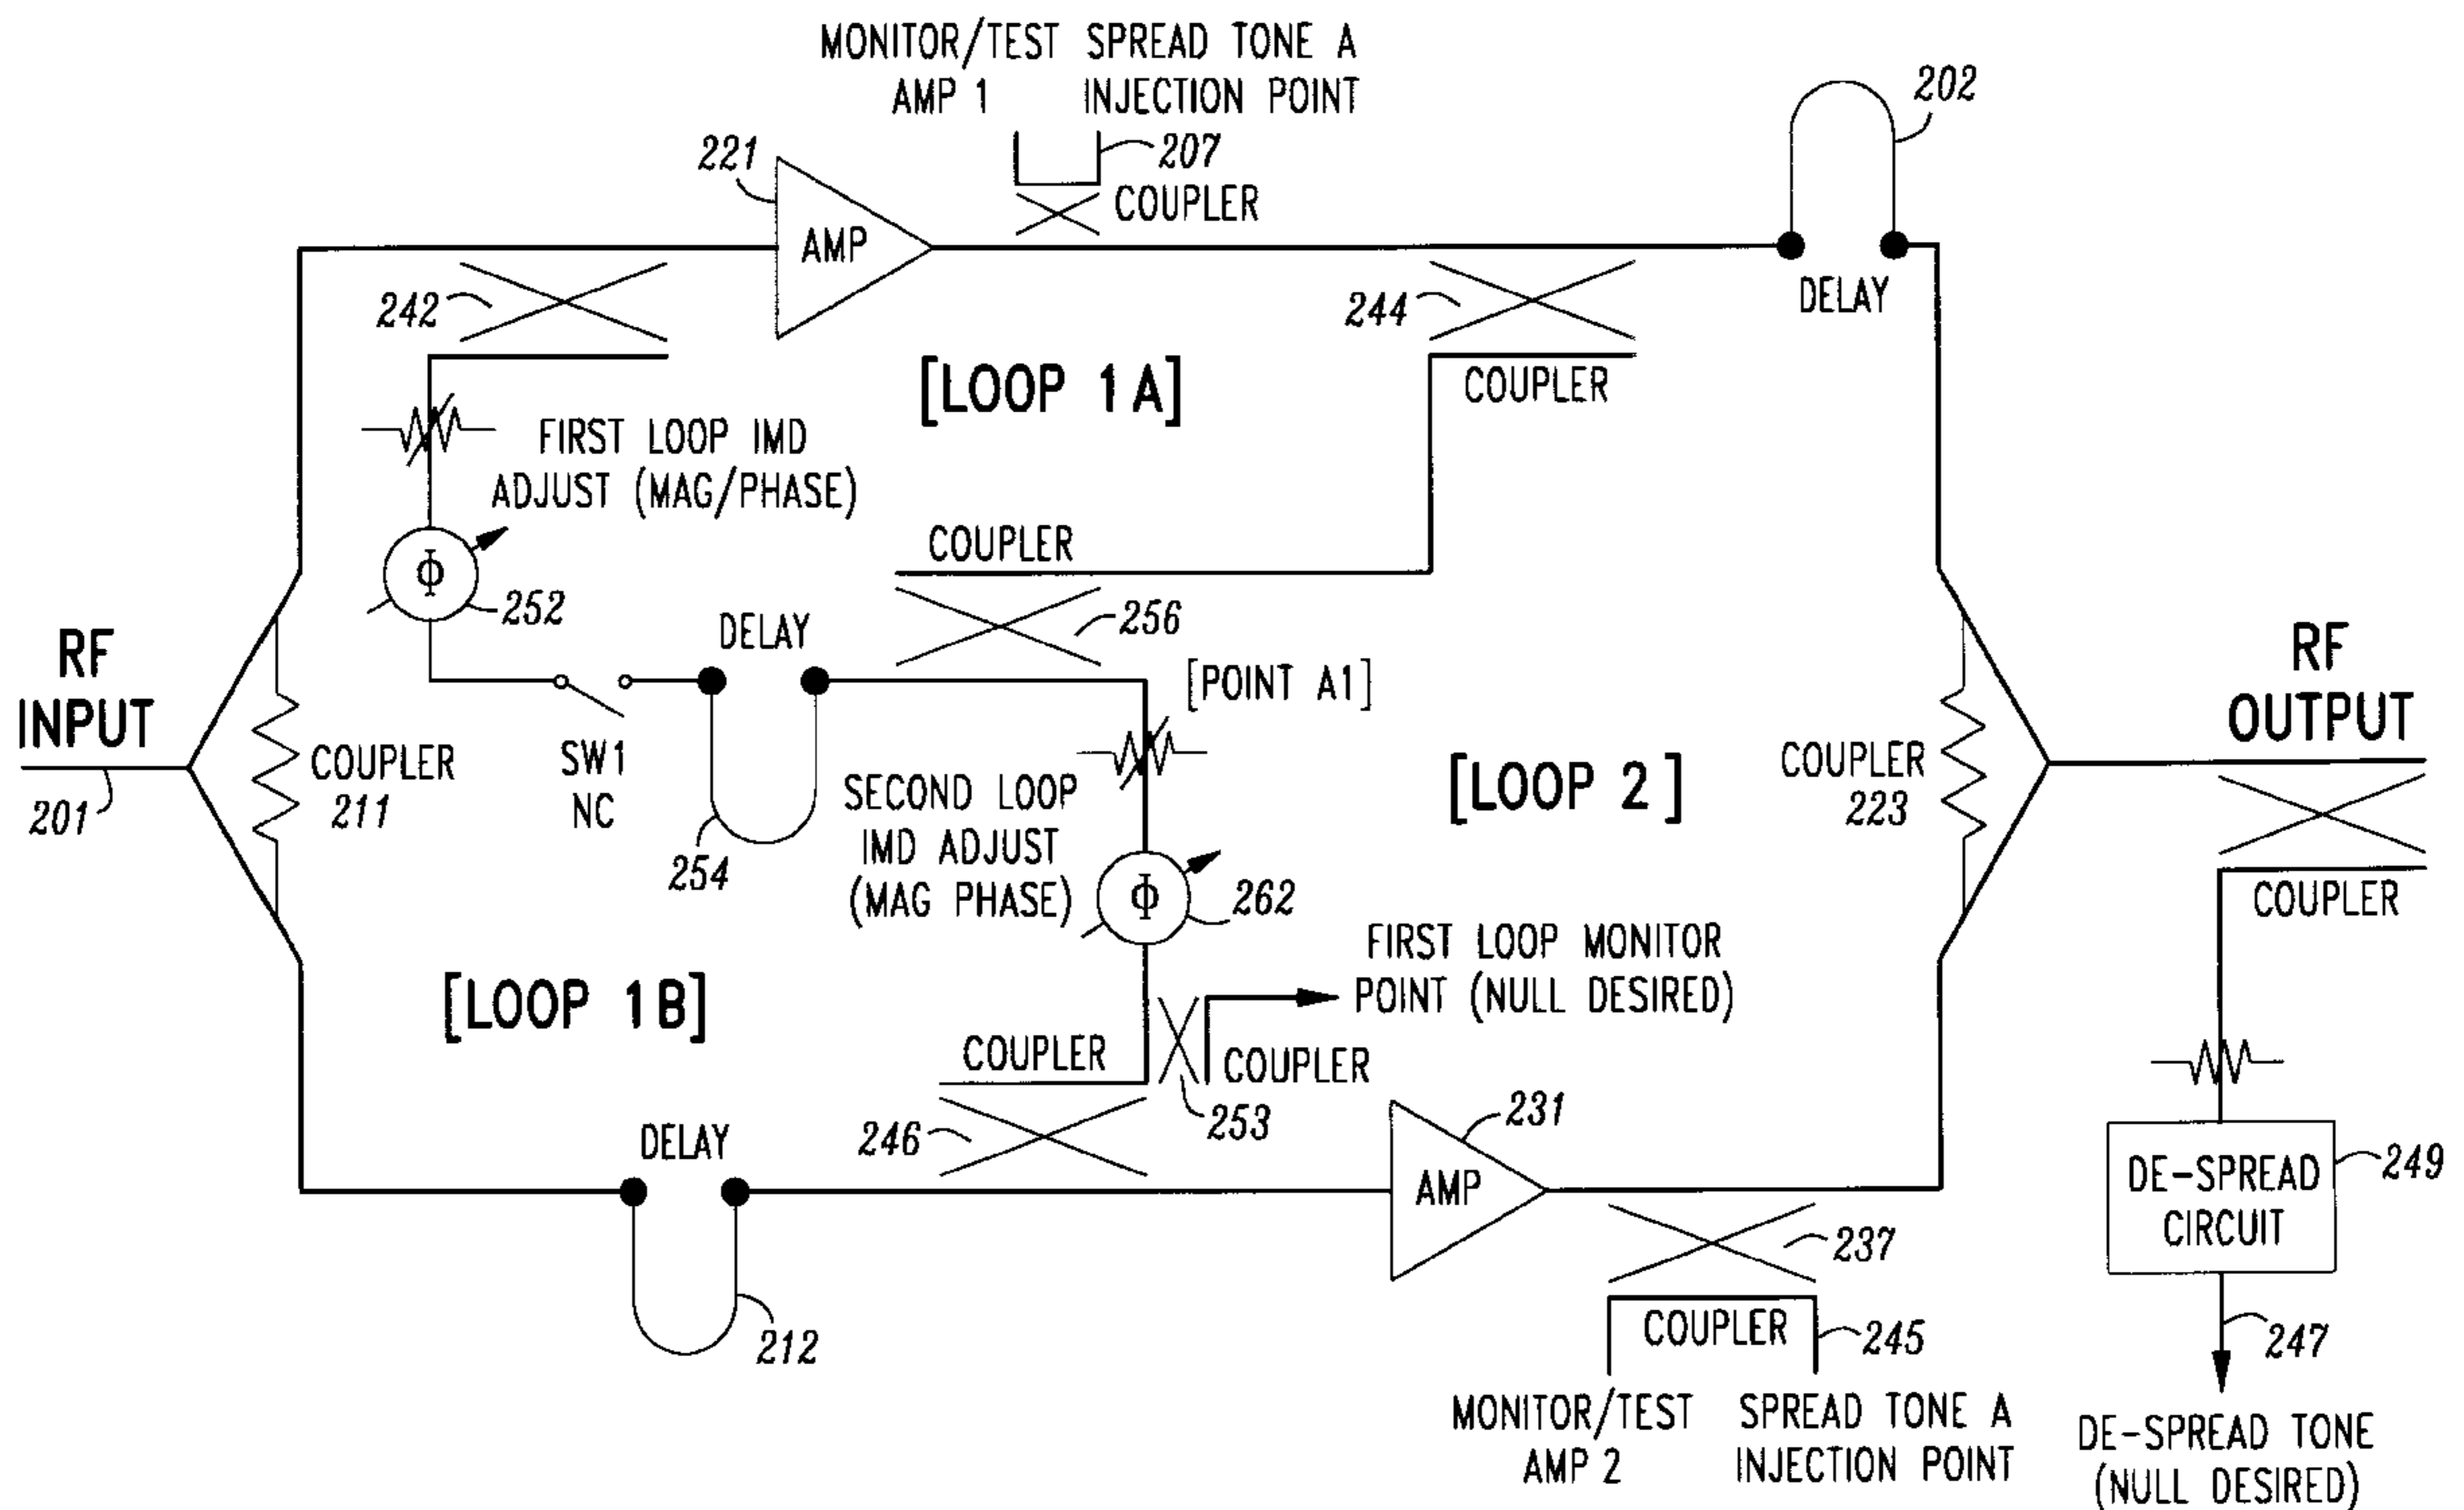 MONITOR/TEST SPREAD TONE A
AMP 1 INJECTION POINT
202
221
207
COUPLER
AMP
242
244
DELAY
[LOOP 1A]
COUPLER
FIRST LOOP IMD
ADJUST (MAG/PHASE)
COUPLER
Φ
252
DELAY
256
RF
INPUT
[POINT A1]
RF
OUTPUT
COUPLER
211
SW1
NC
201
254
SECOND LOOP
IMD ADJUST
(MAG PHASE)
[LOOP 2]
COUPLER
223
Φ
262
COUPLER
FIRST LOOP MONITOR
POINT (NULL DESIRED)
[LOOP 1B]
COUPLER
COUPLER
253
246
231
DELAY
AMP
DE-SPREAD
CIRCUIT
249
237
212
COUPLER
245
247
MONITOR/TEST SPREAD TONE A
AMP 2 INJECTION POINT
DE-SPREAD TONE
(NULL DESIRED)